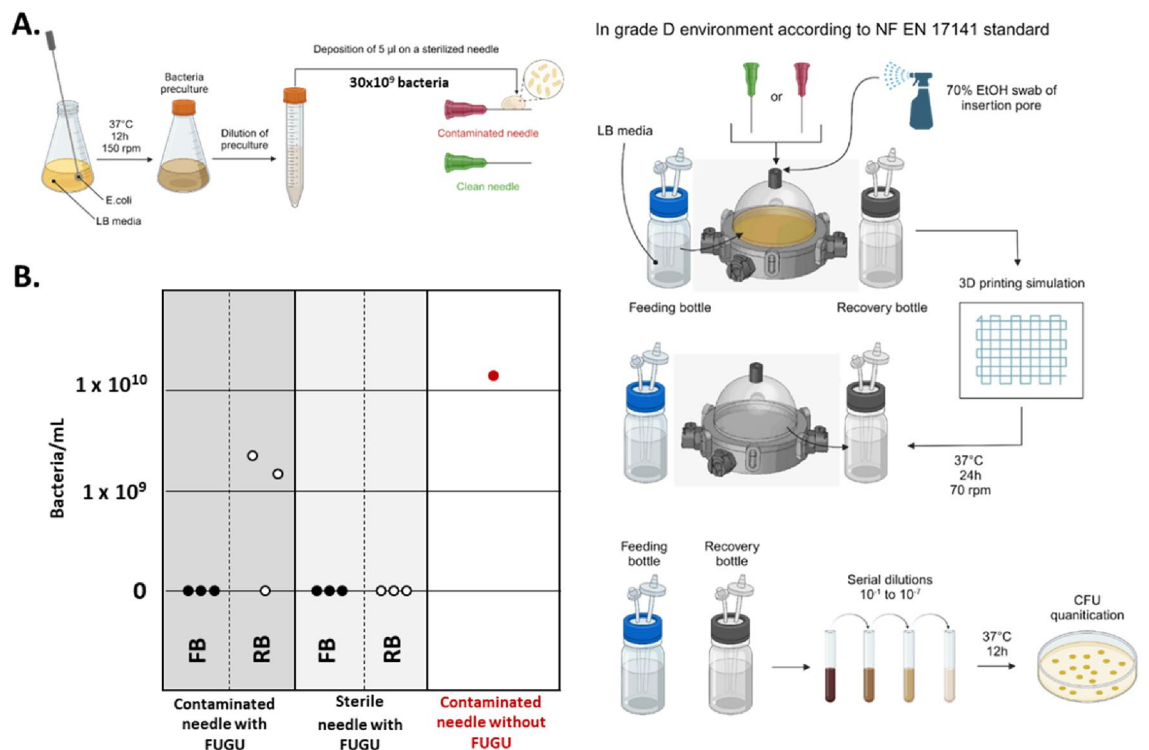 A.
Deposition of 5 µl on a sterilized needle
30x10⁹ bacteria
Bacteria
preculture
37°C
12h
150 rpm
Dilution of
preculture
Contaminated needle
Clean needle
E.coli
LB media
In grade D environment according to NF EN 17141 standard
or
70% EtOH swab of
insertion pore
LB media
Feeding bottle
Recovery bottle
3D printing simulation
37°C
24h
70 rpm
Feeding
bottle
Recovery
bottle
Serial dilutions
10⁻¹ to 10⁻⁷
37°C
12h
CFU
quanitication
B.
Bacteria/mL
1 x 10¹⁰
1 x 10⁹
0
FB
RB
FB
RB
Contaminated
needle with
FUGU
Sterile
needle with
FUGU
Contaminated
needle without
FUGU